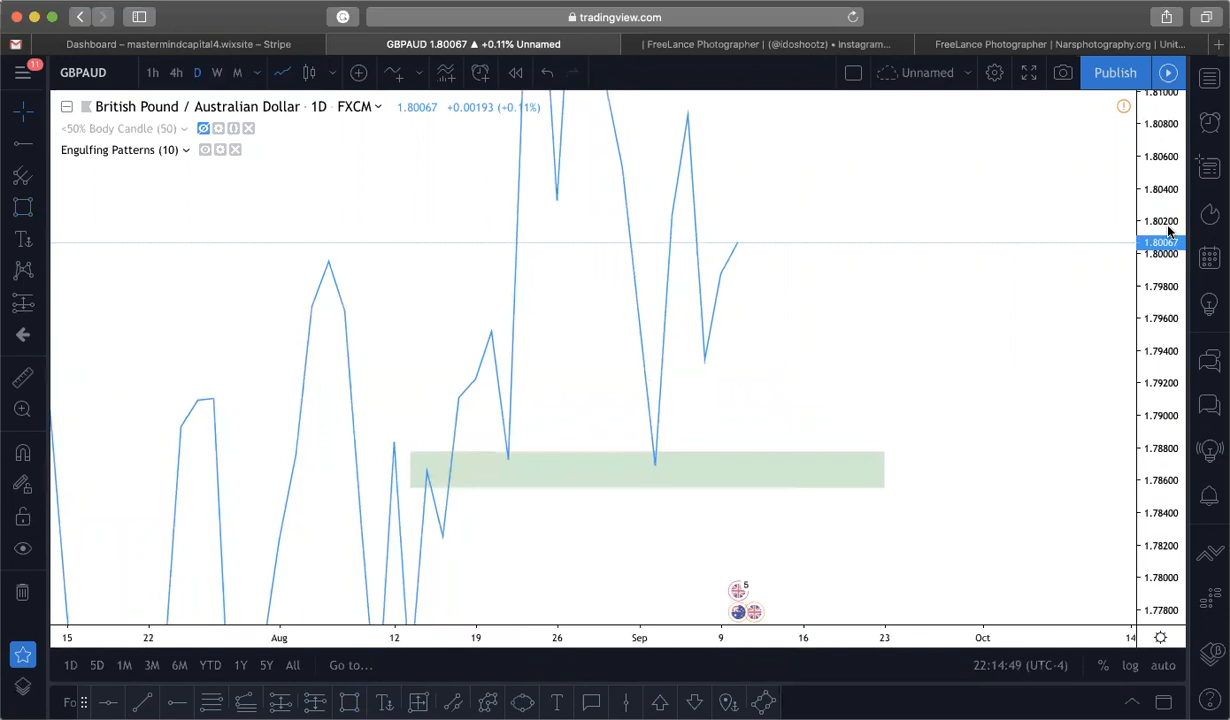 tradingview.com
11
Dashboard – mastermindcapital4.wixsite – Stripe
GBPAUD 1.80067 ▲ +0.11% Unnamed
| FreeLance Photographer | (@idoshootz) • Instagram...
FreeLance Photographer | Narsphotography.org | Unit...
11
GBPAUD
1h 4h D W M
Unnamed
Publish
British Pound / Australian Dollar · 1D · FXCM
1.80067 +0.00193 (+0.11%)
<50% Body Candle (50)
Engulfing Patterns (10)
1.81000
1.80800
1.80600
1.80400
1.80200
1.80067
1.80000
1.79800
1.79600
1.79400
1.79200
1.79000
1.78800
1.78600
1.78400
1.78200
1.78000
1.77800
5
15 22 Aug 12 19 26 Sep 9 16 23 Oct 14
1D 5D 1M 3M 6M YTD 1Y 5Y All Go to...
22:14:49 (UTC-4) % log auto
Fo